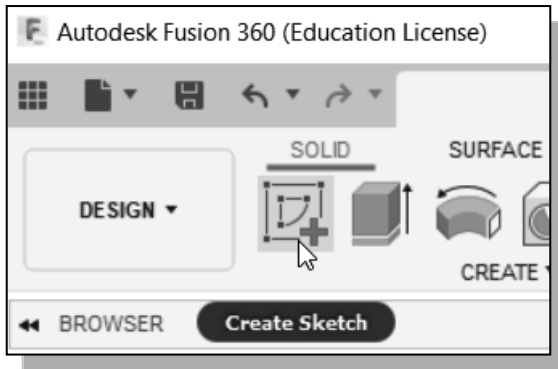 Autodesk Fusion 360 (Education License)
SOLID SURFACE
DESIGN
CREATE
BROWSER Create Sketch